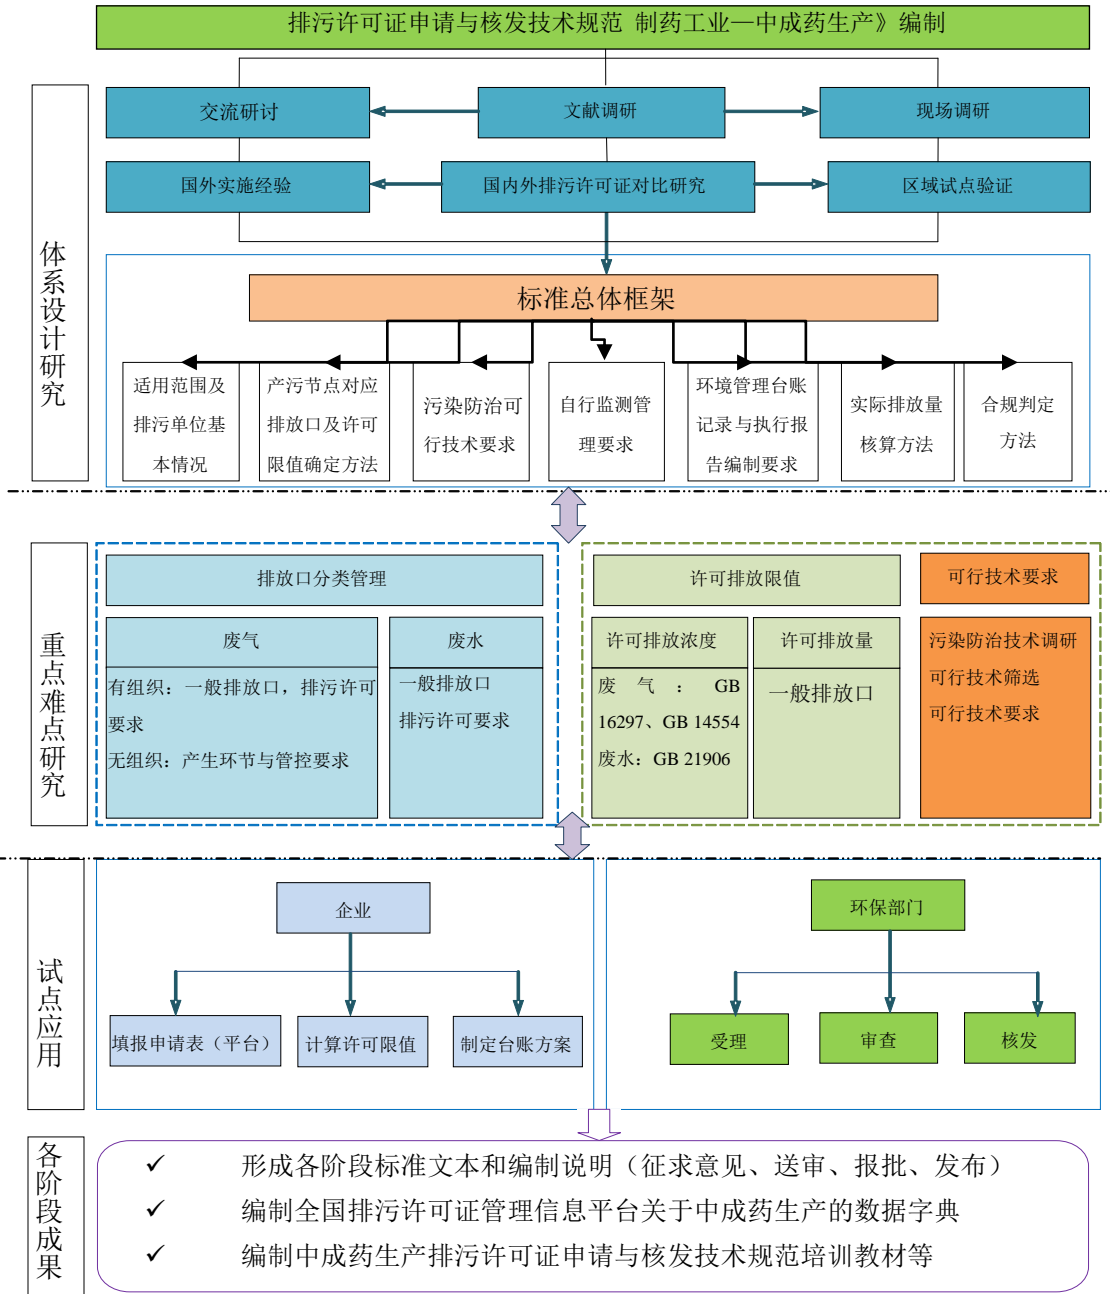 排污许可证申请与核发技术规范 制药工业—中成药生产》编制
体系设计研究
交流研讨
文献调研
现场调研
国外实施经验
国内外排污许可证对比研究
区域试点验证
标准总体框架
适用范围及
排污单位基
本情况
产污节点对应
排放口及许可
限值确定方法
污染防治可
行技术要求
自行监测管
理要求
环境管理台账
记录与执行报
告编制要求
实际排放量
核算方法
合规判定
方法
重点难点研究
排放口分类管理
废气
有组织：一般排放口，排污许可
要求
无组织：产生环节与管控要求
废水
一般排放口
排污许可要求
许可排放限值
许可排放浓度
废气：GB
16297、GB 14554
废水：GB 21906
许可排放量
一般排放口
可行技术要求
污染防治技术调研
可行技术筛选
可行技术要求
试点应用
企业
填报申请表（平台）
计算许可限值
制定台账方案
环保部门
受理
审查
核发
各阶段成果
✓ 形成各阶段标准文本和编制说明（征求意见、送审、报批、发布）
✓ 编制全国排污许可证管理信息平台关于中成药生产的数据字典
✓ 编制中成药生产排污许可证申请与核发技术规范培训教材等